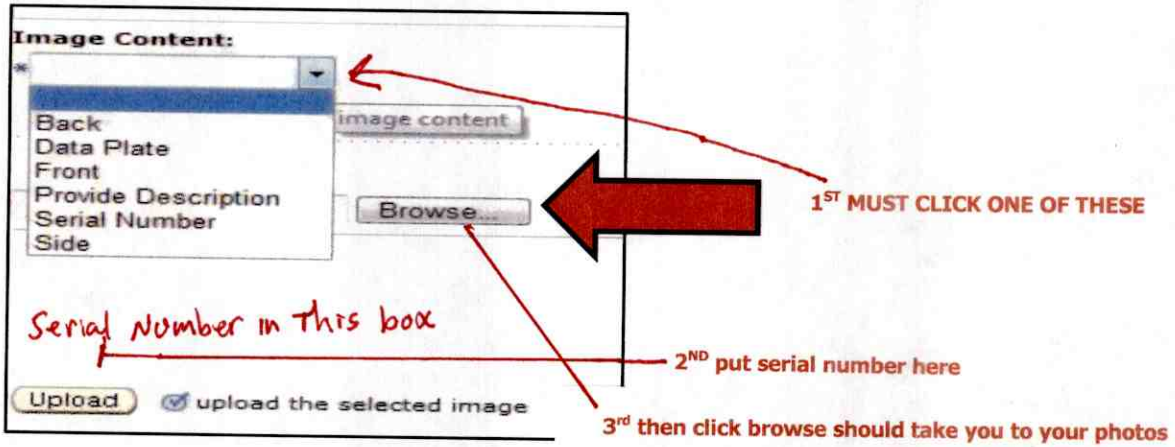 Image Content:
*
image content
Back
Data Plate
Front
Provide Description
Serial Number
Side
Browse...
1ST MUST CLICK ONE OF THESE
Serial Number in This box
2ND put serial number here
Upload upload the selected image
3rd then click browse should take you to your photos